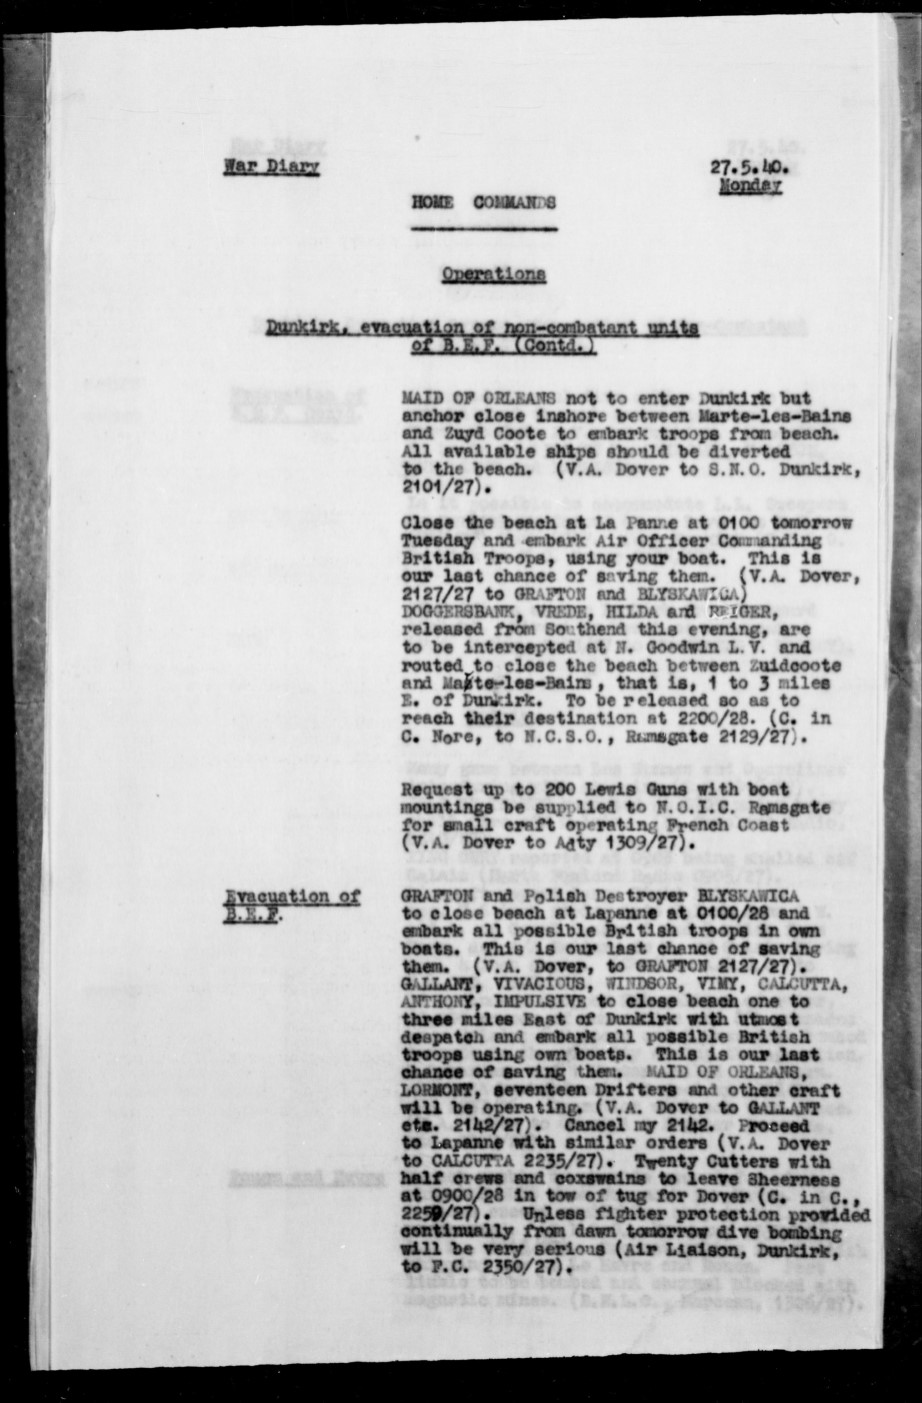 War Diary
27.5.40.
Monday
HOME COMMANDS
Operations
Dunkirk, evacuation of non-combatant units
of B.E.F. (Contd.)
MAID OF ORLEANS not to enter Dunkirk but
anchor close inshore between Marte-les-Bains
and Zuyd Coote to embark troops from beach.
All available ships should be diverted
to the beach. (V.A. Dover to S.N.O. Dunkirk,
2101/27).
Close the beach at La Panne at 0100 tomorrow
Tuesday and embark Air Officer Commanding
British Troops, using your boat. This is
our last chance of saving them. (V.A. Dover,
2127/27 to GRAFTON and BLYSKAWICA)
DOGGERSBANK, VREDE, HILDA and REIGER,
released from Southend this evening, are
to be intercepted at N. Goodwin L.V. and
routed to close the beach between Zuidcoote
and Marte-les-Bains, that is, 1 to 3 miles
E. of Dunkirk. To be released so as to
reach their destination at 2200/28. (C. in
C. Nore, to N.C.S.O., Ramsgate 2129/27).
Request up to 200 Lewis Guns with boat
mountings be supplied to N.O.I.C. Ramsgate
for small craft operating French Coast
(V.A. Dover to Adty 1309/27).
Evacuation of
B.E.F.
GRAFTON and Polish Destroyer BLYSKAWICA
to close beach at Lapanne at 0100/28 and
embark all possible British troops in own
boats. This is our last chance of saving
them. (V.A. Dover, to GRAFTON 2127/27).
GALLANT, VIVACIOUS, WINDSOR, VIMY, CALCUTTA,
ANTHONY, IMPULSIVE to close beach one to
three miles East of Dunkirk with utmost
despatch and embark all possible British
troops using own boats. This is our last
chance of saving them. MAID OF ORLEANS,
LORMONT, seventeen Drifters and other craft
will be operating. (V.A. Dover to GALLANT
etc. 2142/27). Cancel my 2142. Proceed
to Lapanne with similar orders (V.A. Dover
to CALCUTTA 2235/27). Twenty Cutters with
half crews and coxswains to leave Sheerness
at 0900/28 in tow of tug for Dover (C. in C.,
2259/27). Unless fighter protection provided
continually from dawn tomorrow dive bombing
will be very serious (Air Liaison, Dunkirk,
to F.C. 2350/27).